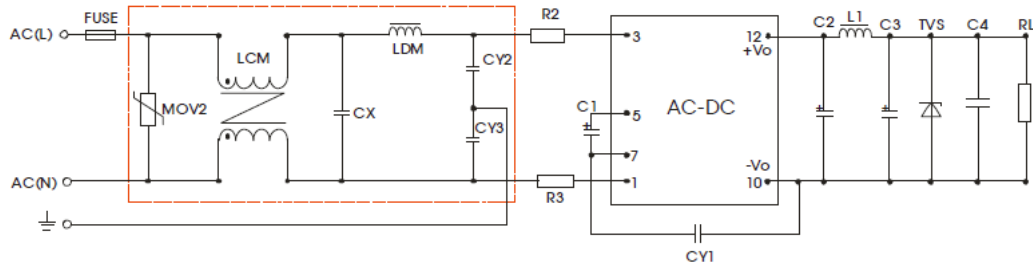 AC(L)
FUSE
MOV2
LCM
CX
LDM
CY2
CY3
R2
3
C1
+
5
7
AC-DC
12
+Vo
-Vo
10
1
C2
L1
C3
TVS
C4
RL
+
+
AC(N)
R3
CY1